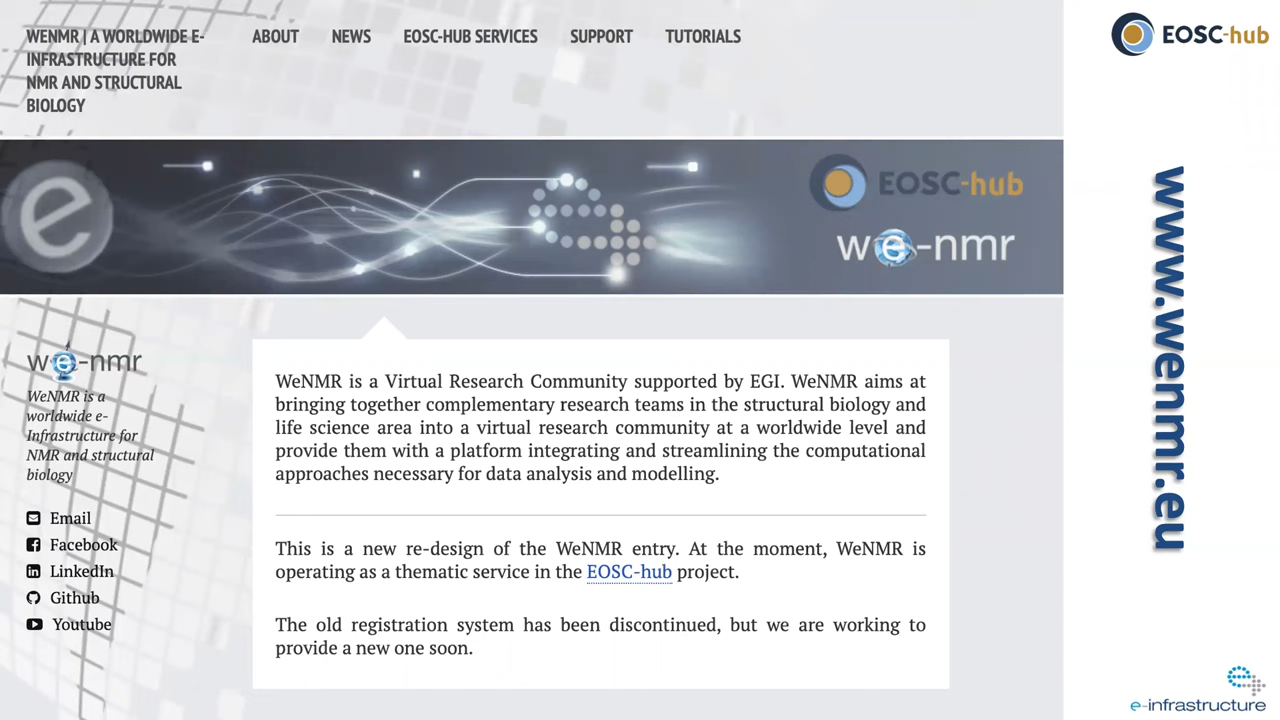 WENMR | A WORLDWIDE E-
INFRASTRUCTURE FOR
NMR AND STRUCTURAL
BIOLOGY
ABOUT NEWS EOSC-HUB SERVICES SUPPORT TUTORIALS
EOSC-hub
e
EOSC-hub
we-nmr
www.wenmr.eu
we-nmr
WeNMR is a
worldwide e-
Infrastructure for
NMR and structural
biology
Email
Facebook
LinkedIn
Github
Youtube
WeNMR is a Virtual Research Community supported by EGI. WeNMR aims at
bringing together complementary research teams in the structural biology and
life science area into a virtual research community at a worldwide level and
provide them with a platform integrating and streamlining the computational
approaches necessary for data analysis and modelling.
This is a new re-design of the WeNMR entry. At the moment, WeNMR is
operating as a thematic service in the EOSC-hub project.
The old registration system has been discontinued, but we are working to
provide a new one soon.
e-infrastructure